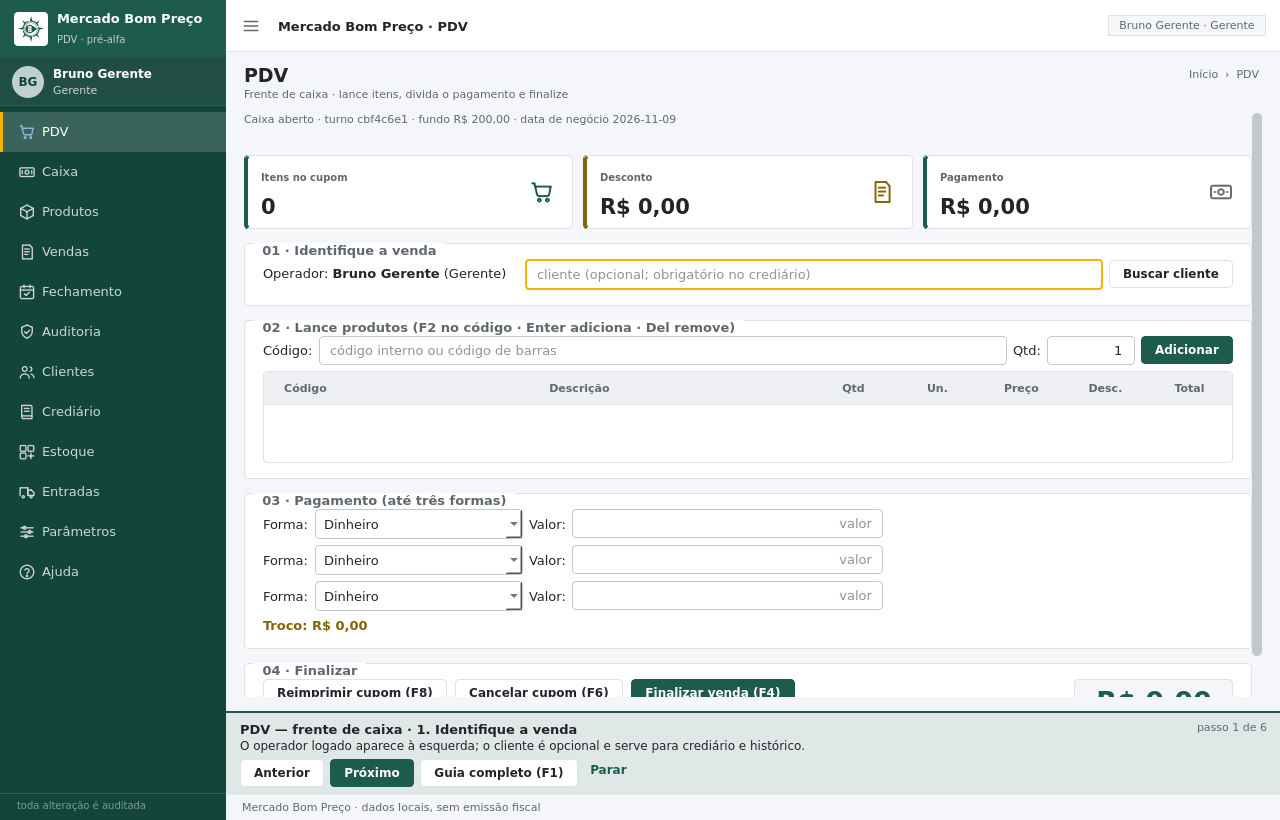 Mercado Bom Preço
PDV · pré-alfa
BG
Bruno Gerente
Gerente
PDV
Caixa
Produtos
Vendas
Fechamento
Auditoria
Clientes
Crediário
Estoque
Entradas
Parâmetros
Ajuda
toda alteração é auditada
Mercado Bom Preço · PDV
Bruno Gerente · Gerente
PDV
Início › PDV
Frente de caixa · lance itens, divida o pagamento e finalize
Caixa aberto · turno cbf4c6e1 · fundo R$ 200,00 · data de negócio 2026-11-09
Itens no cupom
0
Desconto
R$ 0,00
Pagamento
R$ 0,00
01 · Identifique a venda
Operador: Bruno Gerente (Gerente) cliente (opcional; obrigatório no crediário) Buscar cliente
02 · Lance produtos (F2 no código · Enter adiciona · Del remove)
Código: código interno ou código de barras Qtd: 1 Adicionar
Código Descrição Qtd Un. Preço Desc. Total
03 · Pagamento (até três formas)
Forma: Dinheiro Valor: valor
Forma: Dinheiro Valor: valor
Forma: Dinheiro Valor: valor
Troco: R$ 0,00
04 · Finalizar
Reimprimir cupom (F8) Cancelar cupom (F6) Finalizar venda (F4) R$ 0,00
PDV — frente de caixa · 1. Identifique a venda
passo 1 de 6
O operador logado aparece à esquerda; o cliente é opcional e serve para crediário e histórico.
Anterior Próximo Guia completo (F1) Parar
Mercado Bom Preço · dados locais, sem emissão fiscal